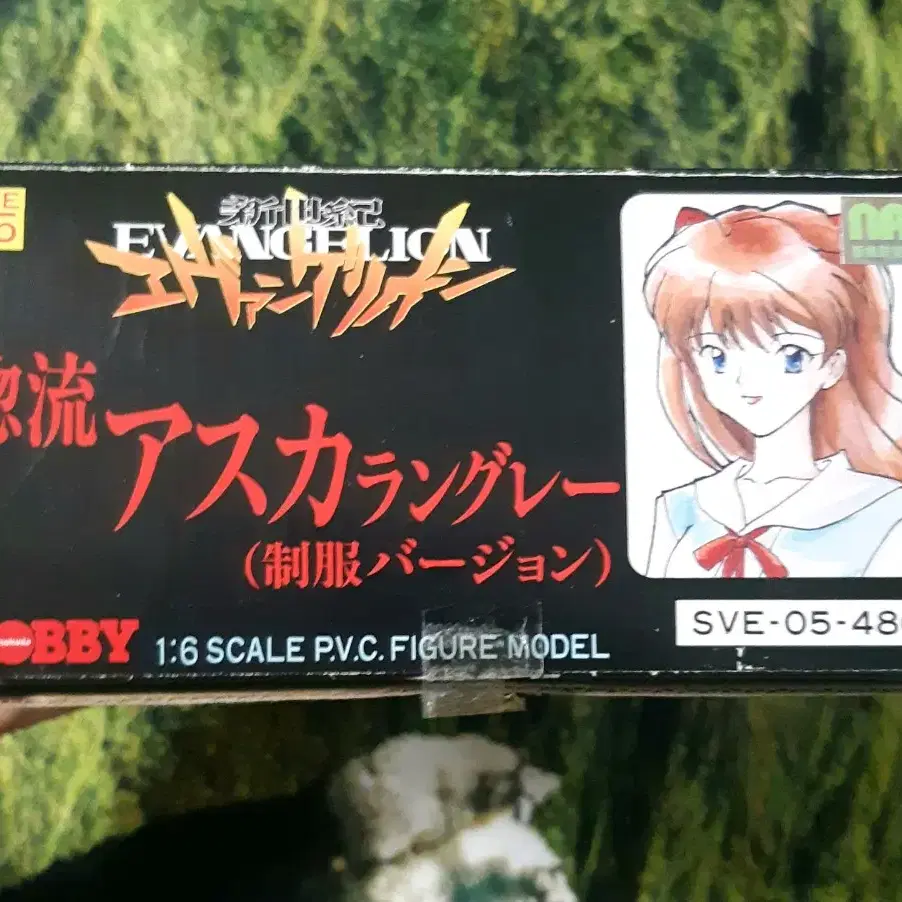 新世紀
EVANGELION
エヴァンゲリオン
惣流
アスカ ラングレー
(制服バージョン)
HOBBY
1:6 SCALE P.V.C. FIGURE MODEL
SVE-05-48